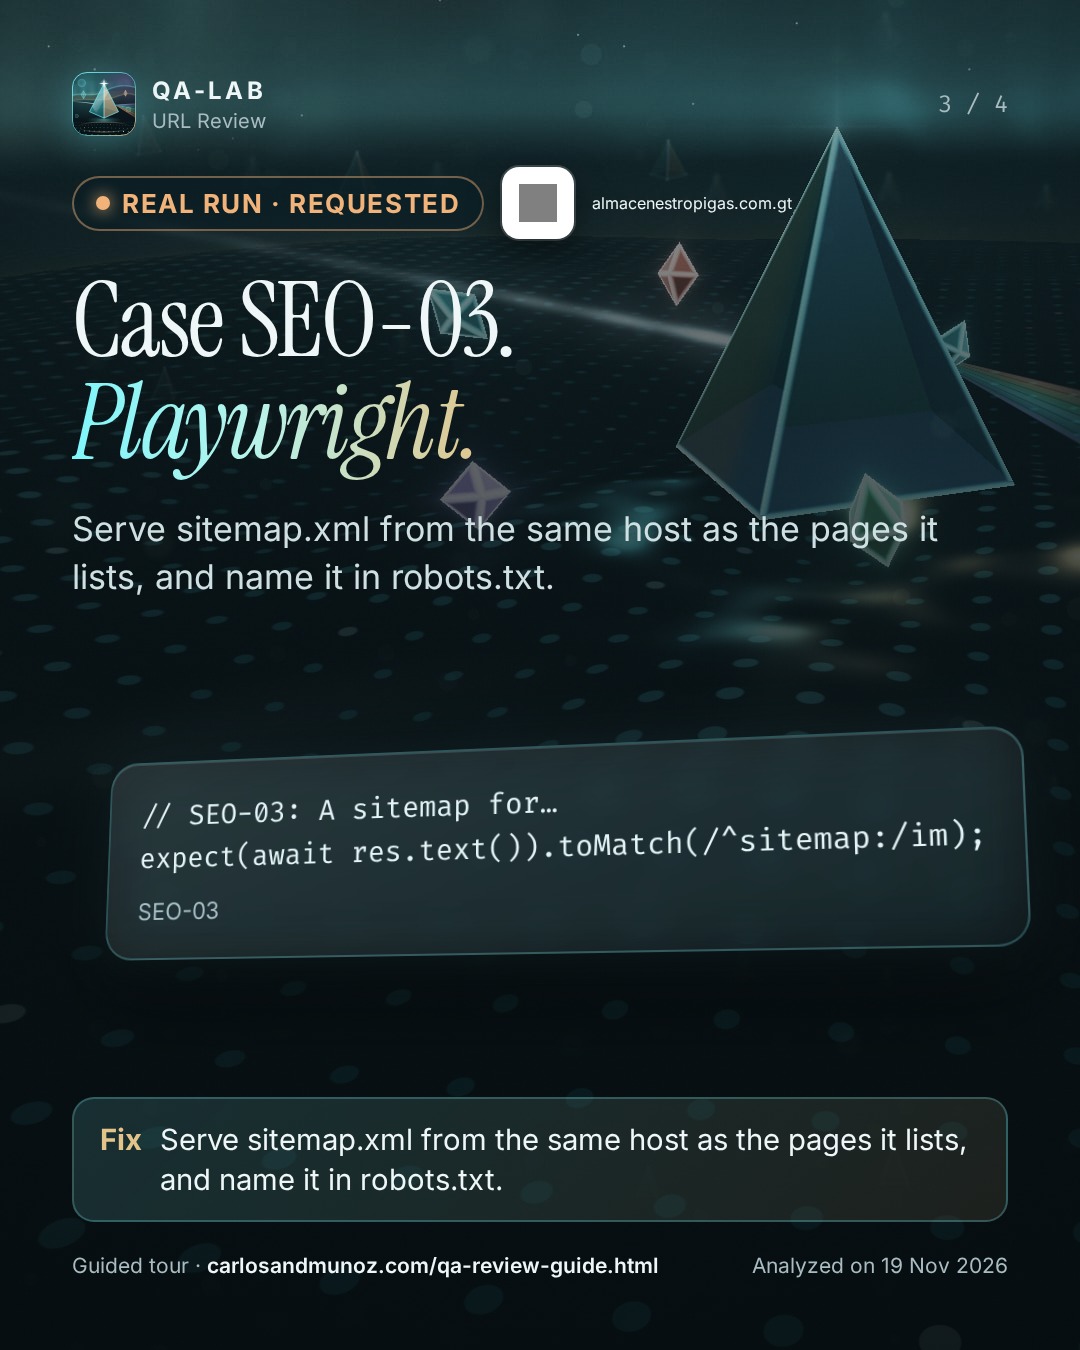 QA-LAB
URL Review
3 / 4
REAL RUN · REQUESTED
almacenestropigas.com.gt
Case SEO-03.
Playwright.
Serve sitemap.xml from the same host as the pages it
lists, and name it in robots.txt.
// SEO-03: A sitemap for…
expect(await res.text()).toMatch(/^sitemap:/im);
SEO-03
Fix Serve sitemap.xml from the same host as the pages it lists,
and name it in robots.txt.
Guided tour · carlosandmunoz.com/qa-review-guide.html
Analyzed on 19 Nov 2026